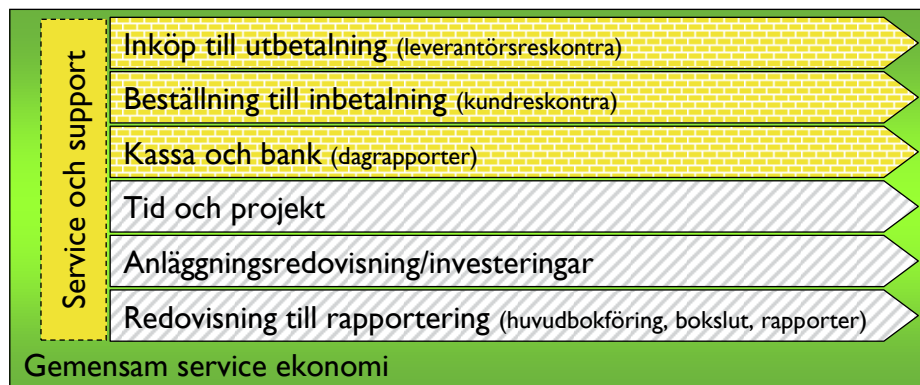 Service och support
Inköp till utbetalning (leverantörsreskontra)
Beställning till inbetalning (kundreskontra)
Kassa och bank (dagrapporter)
Tid och projekt
Anläggningsredovisning/investeringar
Redovisning till rapportering (huvudbokföring, bokslut, rapporter)
Gemensam service ekonomi